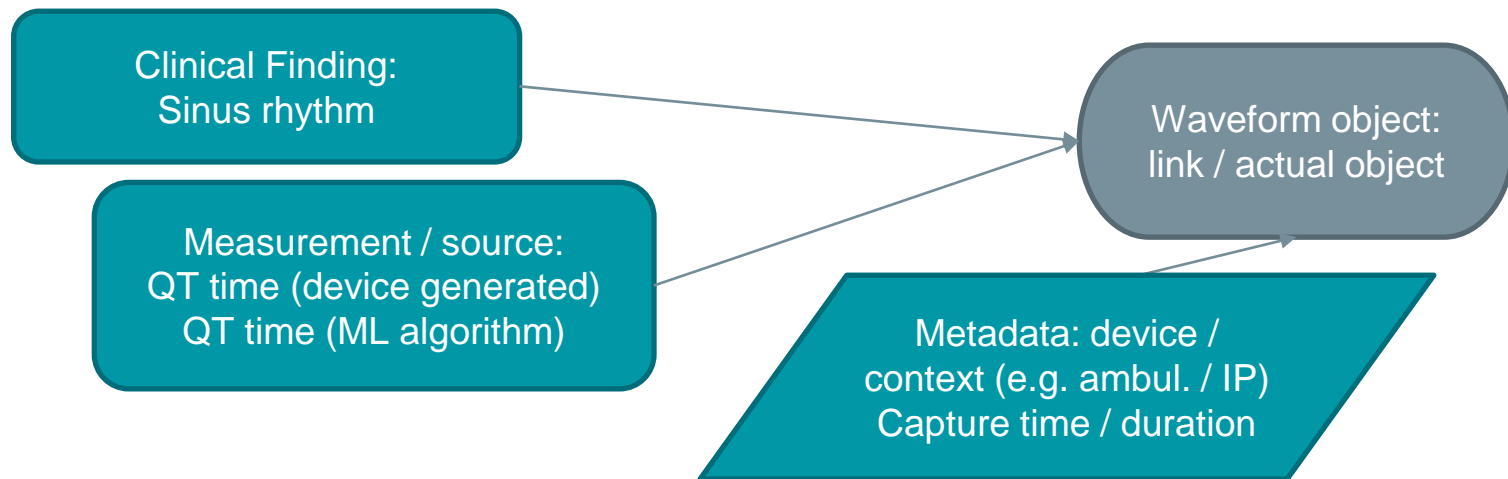 Clinical Finding:
Sinus rhythm
Waveform object:
link / actual object
Measurement / source:
QT time (device generated)
QT time (ML algorithm)
Metadada: device /
context (e.g. ambul. / IP)
Capture time / duration